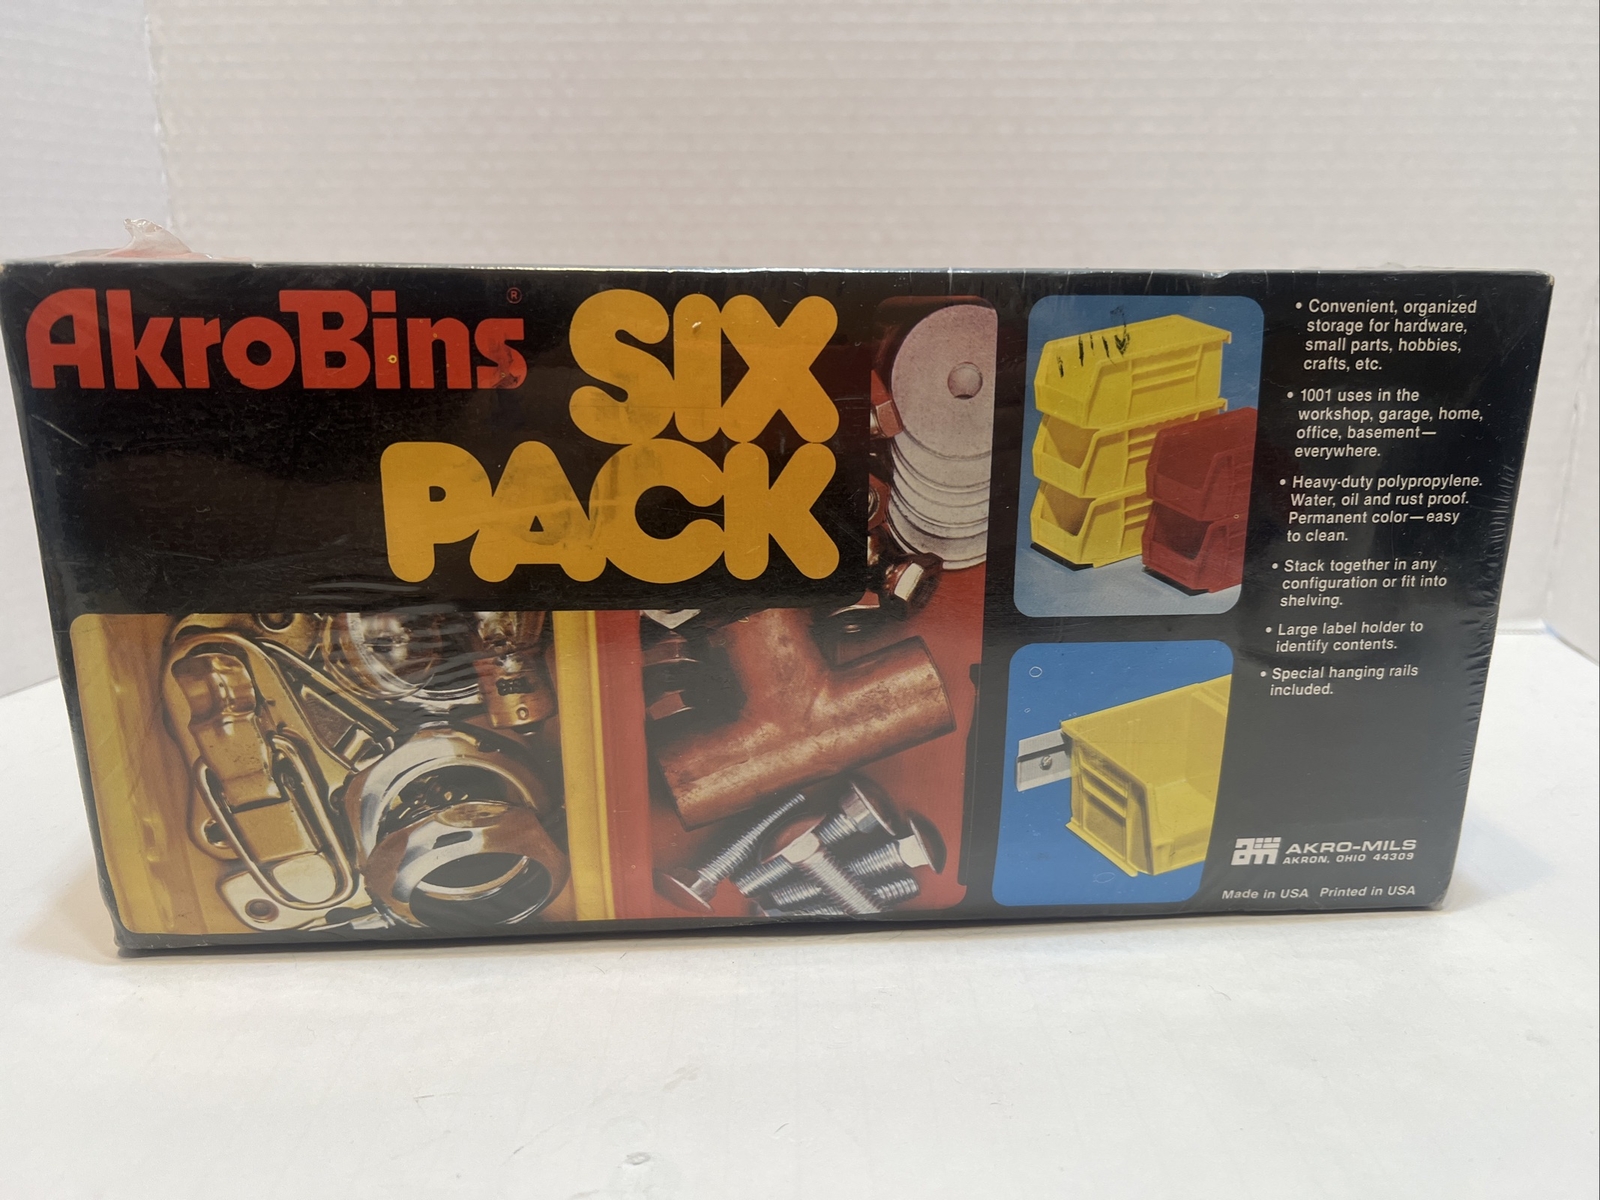 AkroBins®
SIX
PACK
• Convenient, organized
storage for hardware,
small parts, hobbies,
crafts, etc.
• 1001 uses in the
workshop, garage, home,
office, basement—
everywhere.
• Heavy-duty polypropylene.
Water, oil and rust proof.
Permanent color—easy
to clean.
• Stack together in any
configuration or fit into
shelving.
• Large label holder to
identify contents.
• Special hanging rails
included.
AKRO-MILS
AKRON, OHIO 44309
Made in USA Printed in USA